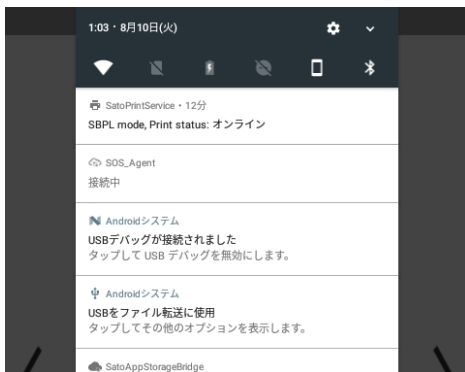 1:03・8月10日(火)
SatoPrintService・12分
SBPL mode, Print status: オンライン
SOS_Agent
接続中
Androidシステム
USBデバッグが接続されました
タップして USB デバッグを無効にします。
Androidシステム
USBをファイル転送に使用
タップしてその他のオプションを表示します。
SatoAppStorageBridge